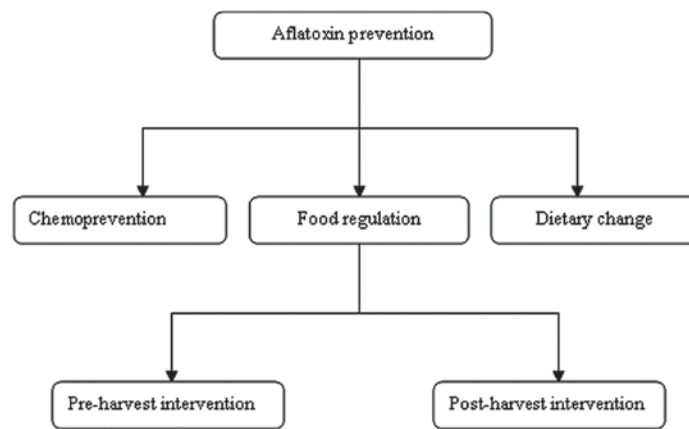 Aflatoxin prevention
Chemoprevention
Food regulation
Dietary change
Pre-harvest intervention
Post-harvest intervention